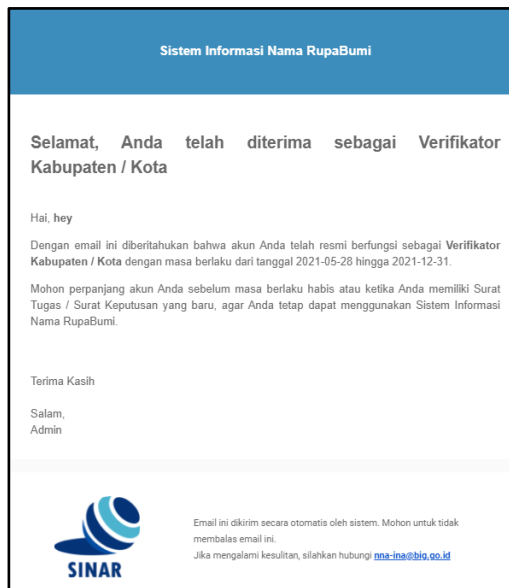 Sistem Informasi Nama RupaBumi
Selamat, Anda telah diterima sebagai Verifikator
Kabupaten / Kota
Hai, hey
Dengan email ini diberitahukan bahwa akun Anda telah resmi berfungsi sebagai Verifikator
Kabupaten / Kota dengan masa berlaku dari tanggal 2021-05-28 hingga 2021-12-31.
Mohon perpanjang akun Anda sebelum masa berlaku habis atau ketika Anda memiliki Surat
Tugas / Surat Keputusan yang baru, agar Anda tetap dapat menggunakan Sistem Informasi
Nama RupaBumi.
Terima Kasih
Salam,
Admin
SINAR
Email ini dikirim secara otomatis oleh sistem. Mohon untuk tidak
membalas email ini.
Jika mengalami kesulitan, silahkan hubungi nna-ina@big.go.id